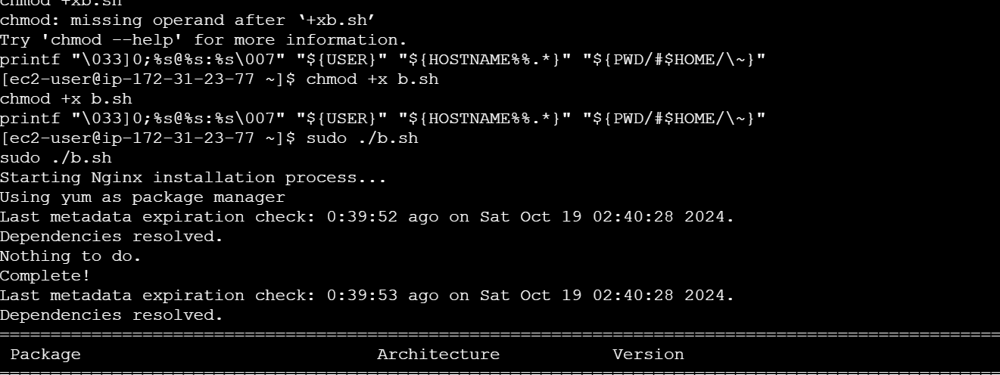 chmod +xb.sh
chmod: missing operand after ‘+xb.sh’
Try 'chmod --help' for more information.
printf "\033]0;%s@%s:%s\007" "${USER}" "${HOSTNAME%%.*}" "${PWD/#$HOME/\~}"
[ec2-user@ip-172-31-23-77 ~]$ chmod +x b.sh
chmod +x b.sh
printf "\033]0;%s@%s:%s\007" "${USER}" "${HOSTNAME%%.*}" "${PWD/#$HOME/\~}"
[ec2-user@ip-172-31-23-77 ~]$ sudo ./b.sh
sudo ./b.sh
Starting Nginx installation process...
Using yum as package manager
Last metadata expiration check: 0:39:52 ago on Sat Oct 19 02:40:28 2024.
Dependencies resolved.
Nothing to do.
Complete!
Last metadata expiration check: 0:39:53 ago on Sat Oct 19 02:40:28 2024.
Dependencies resolved.
==================================================================================================
Package Architecture Version
==================================================================================================